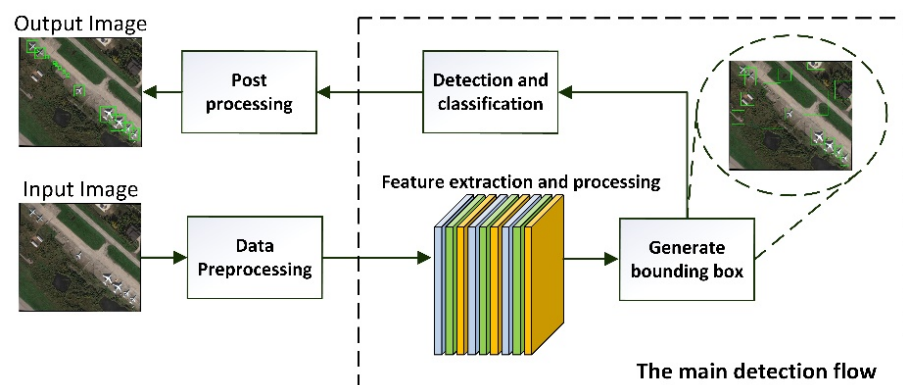 Output Image
Post
processing
Detection and
classification
Input Image
Data
Preprocessing
Feature extraction and processing
Generate
bounding box
The main detection flow